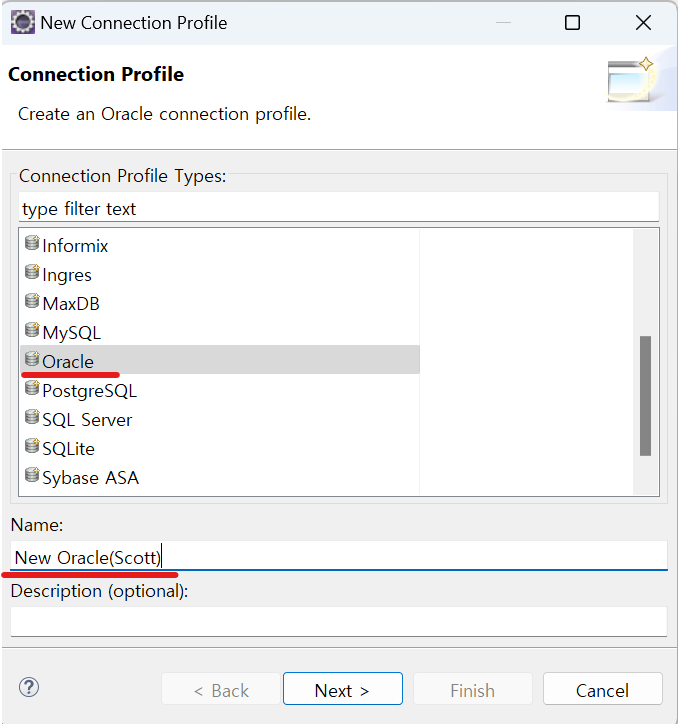 New Connection Profile
Connection Profile
Create an Oracle connection profile.
Connection Profile Types:
type filter text
Informix
Ingres
MaxDB
MySQL
Oracle
PostgreSQL
SQL Server
SQLite
Sybase ASA
Name:
New Oracle(Scott)
Description (optional):
?
< Back Next > Finish Cancel